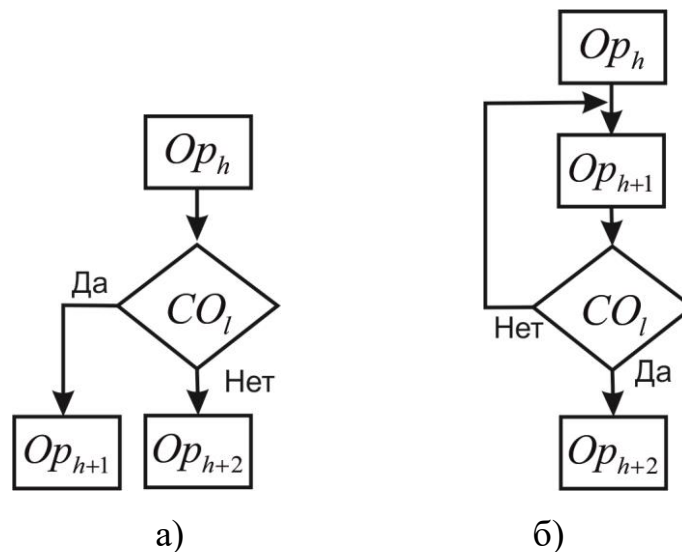 Op_h
CO_l
Да
Нет
Op_{h+1}
Op_{h+2}
а)
Op_h
Op_{h+1}
CO_l
Нет
Да
Op_{h+2}
б)